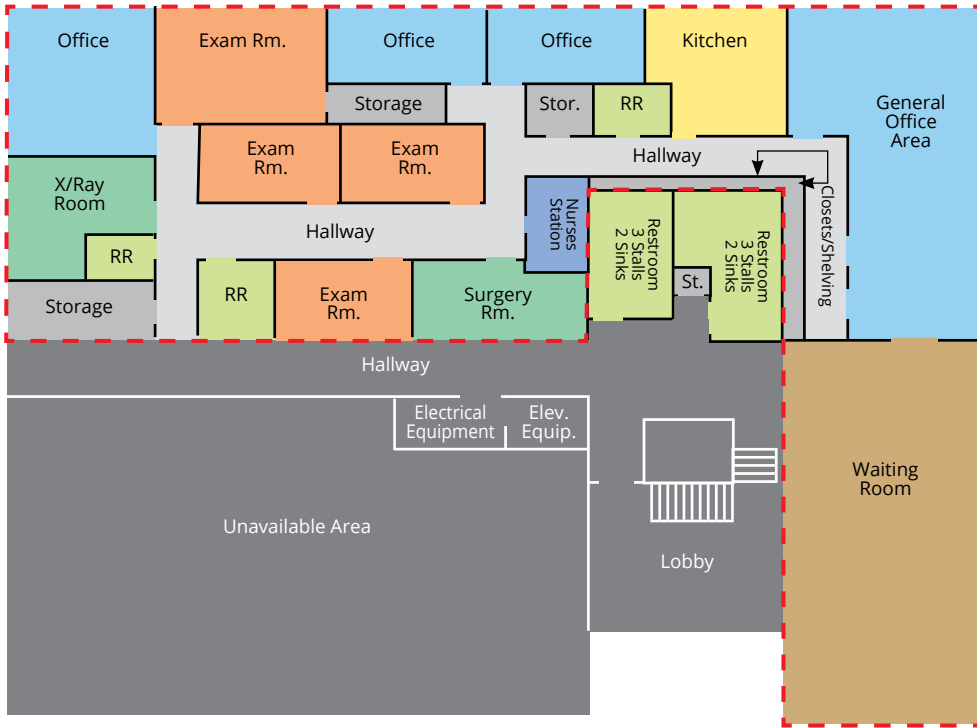 Office
Exam Rm.
Office
Office
Kitchen
General
Office
Area
Storage
Stor.
RR
Exam
Rm.
Exam
Rm.
Hallway
X/Ray
Room
RR
Storage
Hallway
Nurses
Station
Restroom
3 Stalls
2 Sinks
Restroom
3 Stalls
2 Sinks
St.
Closets/Shelving
RR
Exam
Rm.
Surgery
Rm.
Hallway
Electrical
Equipment
Elev.
Equip.
Waiting
Room
Unavailable Area
Lobby